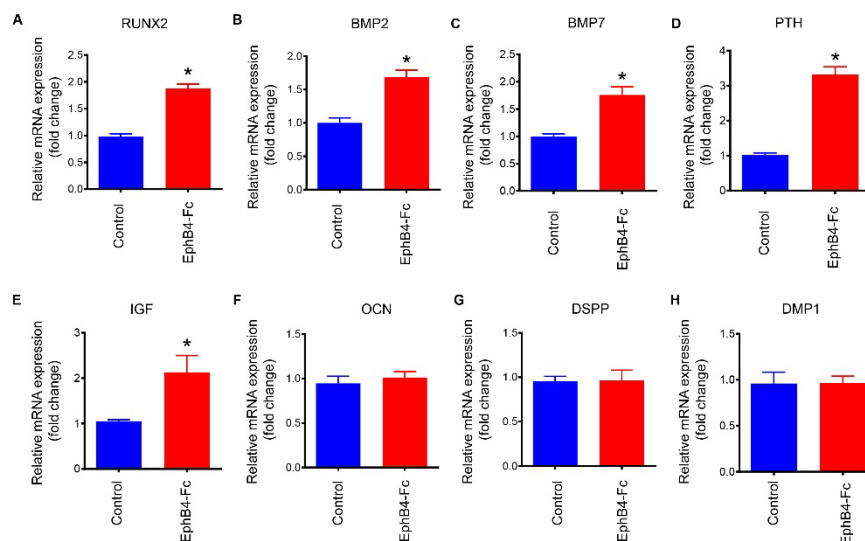 A
RUNX2
Relative mRNA expression
(fold change)
2.5
2.0
1.5
1.0
0.5
0.0
*
Control
EphB4-Fc
B
BMP2
Relative mRNA expression
(fold change)
2.0
1.5
1.0
0.5
0.0
*
Control
EphB4-Fc
C
BMP7
Relative mRNA expression
(fold change)
2.5
2.0
1.5
1.0
0.5
0.0
*
Control
EphB4-Fc
D
PTH
Relative mRNA expression
(fold change)
4
3
2
1
0
*
Control
EphB4-Fc
E
IGF
Relative mRNA expression
(fold change)
3
2
1
0
*
Control
EphB4-Fc
F
OCN
Relative mRNA expression
(fold change)
1.5
1.0
0.5
0.0
Control
EphB4-Fc
G
DSPP
Relative mRNA expression
(fold change)
1.5
1.0
0.5
0.0
Control
EphB4-Fc
H
DMP1
Relative mRNA expression
(fold change)
1.5
1.0
0.5
0.0
Control
EphB4-Fc